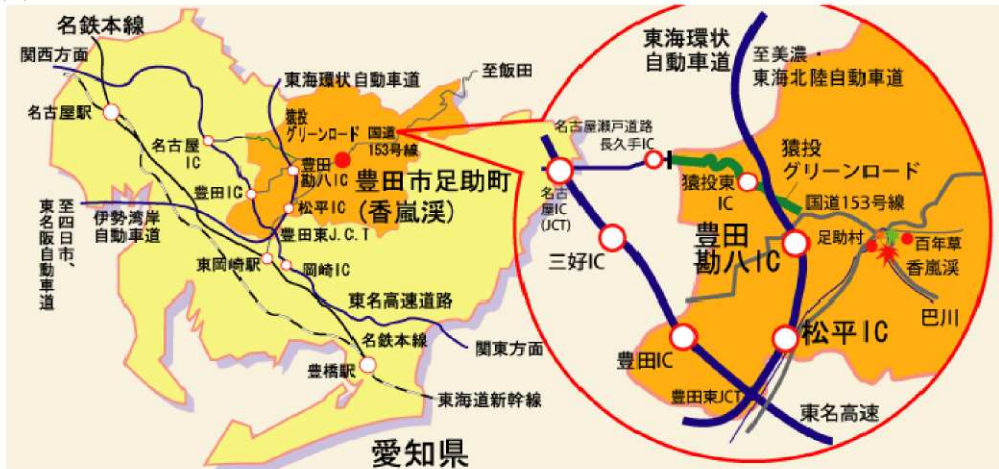 名鉄本線
関西方面
東海環状自動車道
至飯田
猿投
グリーンロード
国道
153号線
名古屋駅
名古屋
IC
豊田
勘八IC
豊田IC
松平IC
豊田市足助町
(香嵐渓)
至四日市、
東名阪自動車道
伊勢湾岸
自動車道
豊田東J.C.T
東岡崎駅
岡崎IC
東名高速道路
名鉄本線
関東方面
豊橋駅
東海道新幹線
愛知県
東海環状
自動車道
至美濃・
東海北陸自動車道
名古屋瀬戸道路
長久手IC
猿投
グリーンロード
猿投東
IC
国道153号線
名古
屋IC
(JCT)
三好IC
豊田
勘八IC
足助村
百年草
香嵐渓
巴川
松平IC
豊田IC
豊田東JCT
東名高速